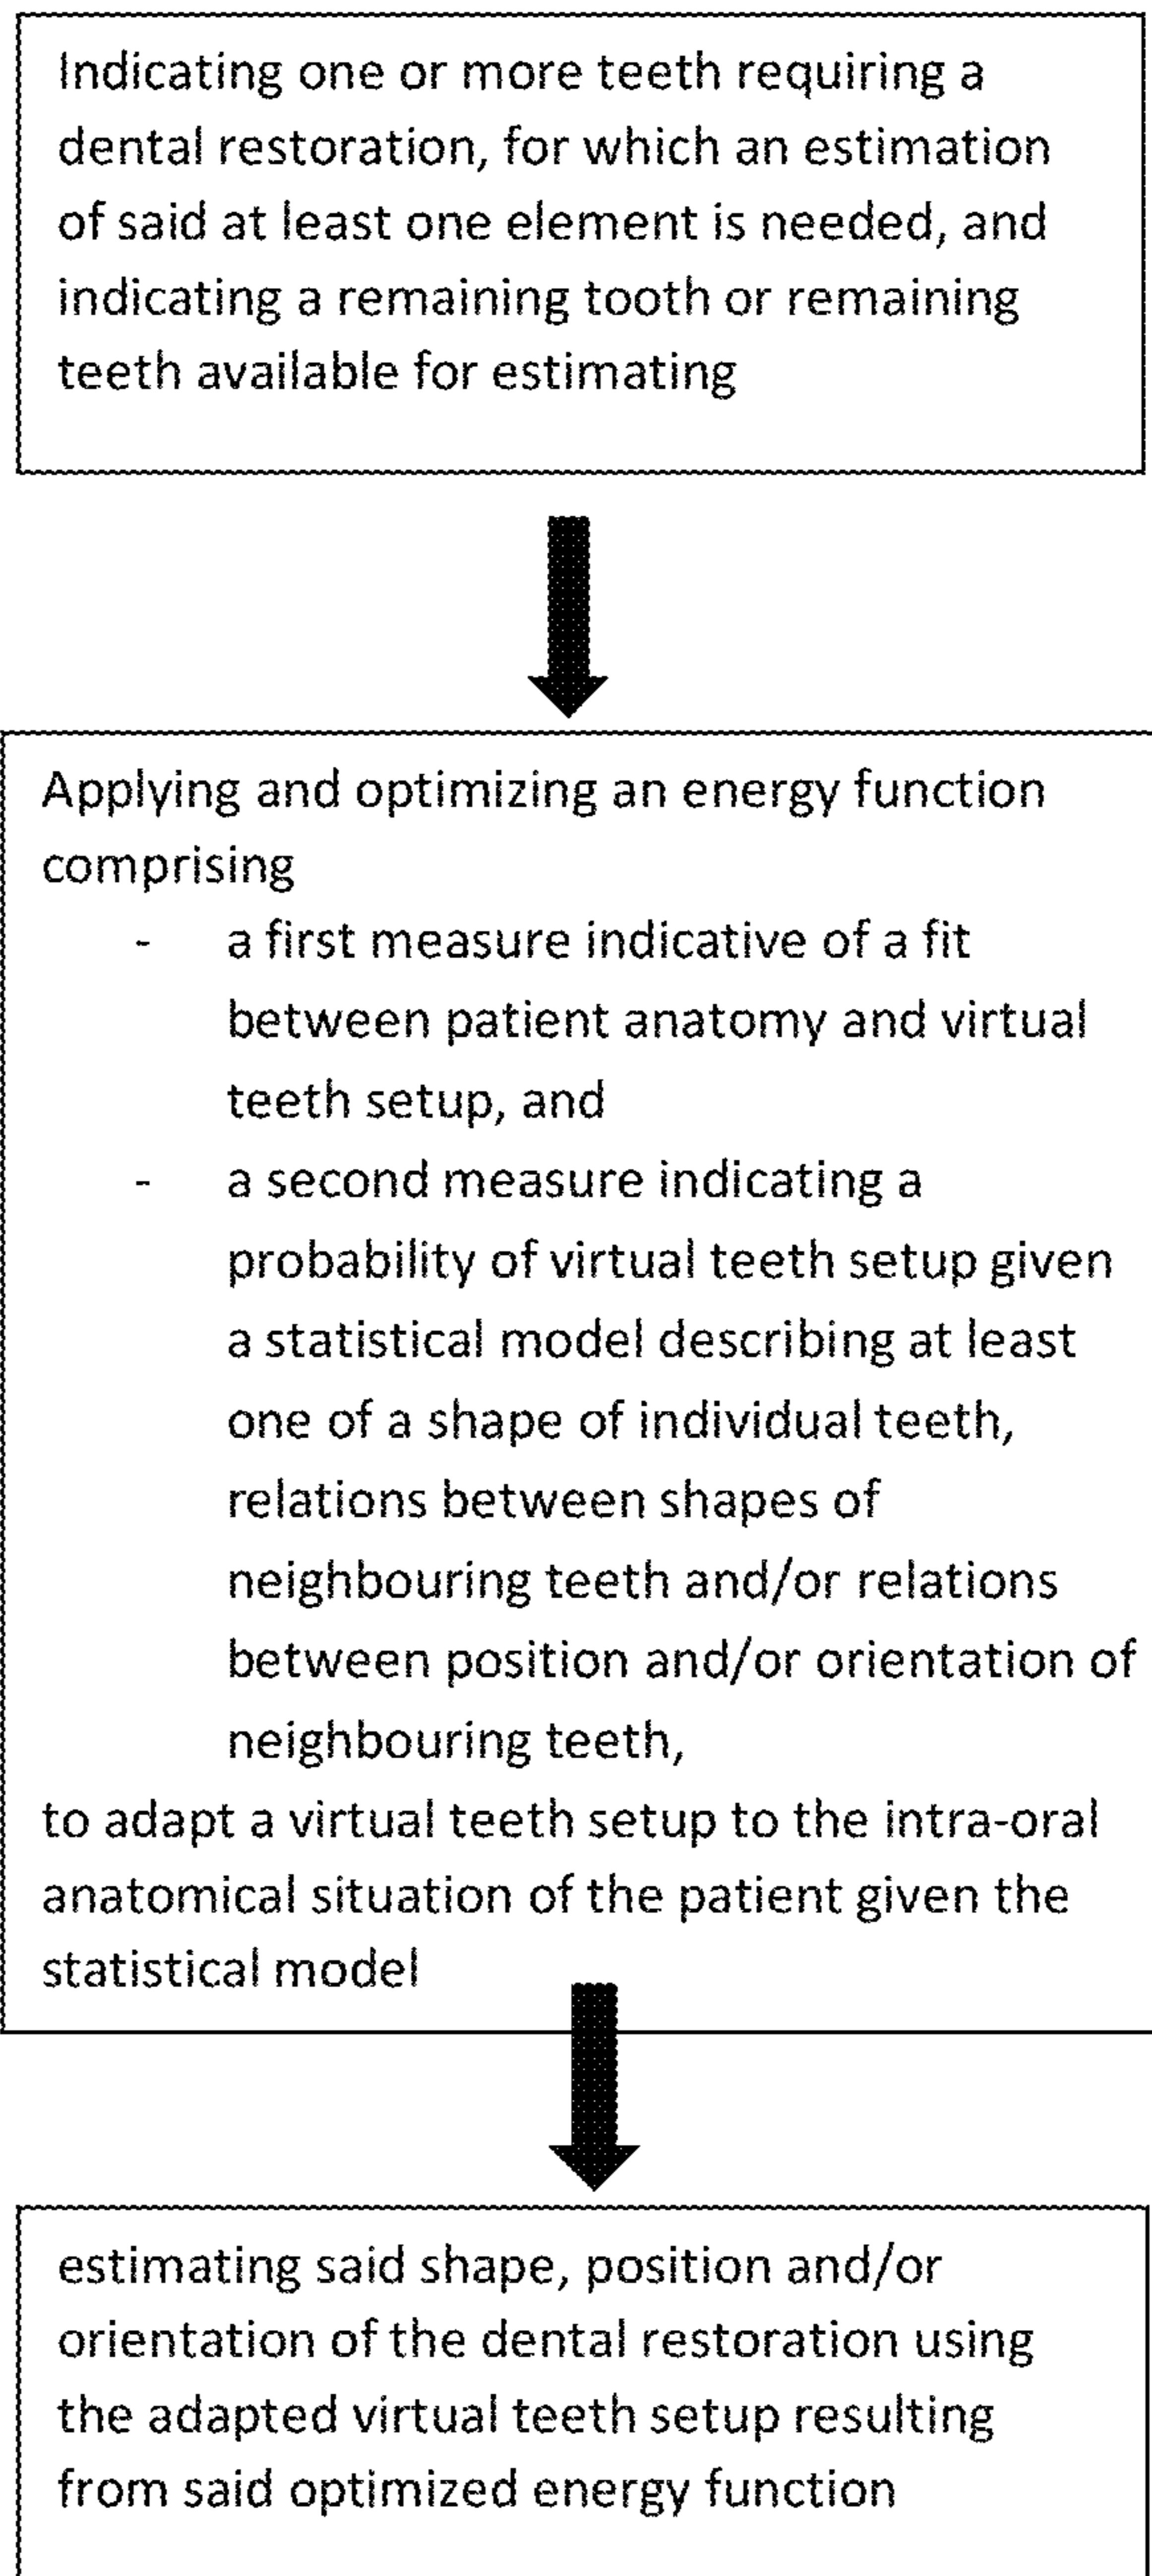 Indicating one or more teeth requiring a
dental restoration, for which an estimation
of said at least one element is needed, and
indicating a remaining tooth or remaining
teeth available for estimating
Applying and optimizing an energy function
comprising
- a first measure indicative of a fit
between patient anatomy and virtual
teeth setup, and
- a second measure indicating a
probability of virtual teeth setup given
a statistical model describing at least
one of a shape of individual teeth,
relations between shapes of
neighbouring teeth and/or relations
between position and/or orientation of
neighbouring teeth,
to adapt a virtual teeth setup to the intra-oral
anatomical situation of the patient given the
statistical model
estimating said shape, position and/or
orientation of the dental restoration using
the adapted virtual teeth setup resulting
from said optimized energy function